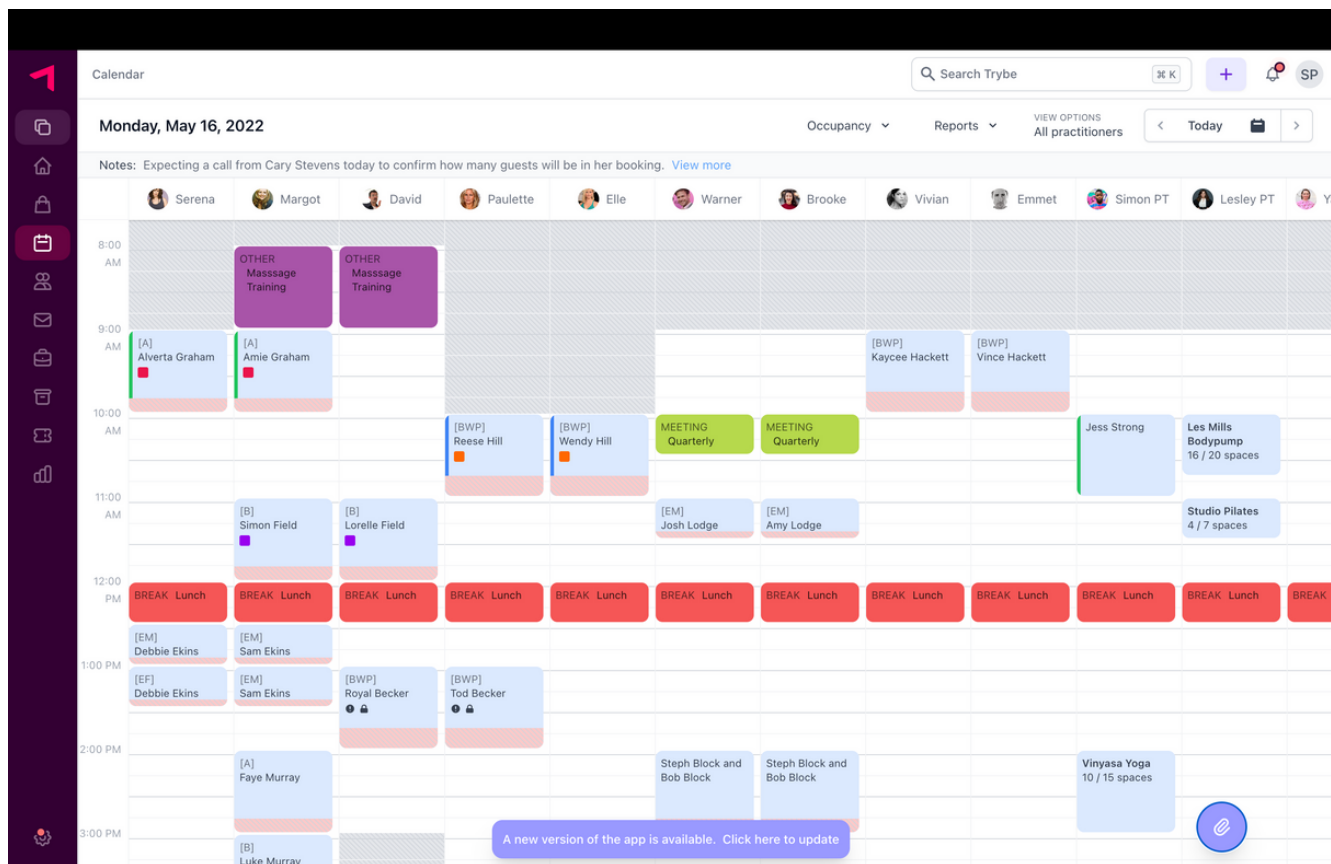 Calendar
Search Trybe
⌘ K
+
SP
Monday, May 16, 2022
Occupancy
Reports
VIEW OPTIONS
All practitioners
Today
Notes: Expecting a call from Cary Stevens today to confirm how many guests will be in her booking. View more
Serena Margot David Paulette Elle Warner Brooke Vivian Emmet Simon PT Lesley PT Y
8:00
AM
OTHER
Masssage
Training
OTHER
Masssage
Training
9:00
AM
[A]
Alverta Graham
[A]
Amie Graham
[BWP]
Kaycee Hackett
[BWP]
Vince Hackett
10:00
AM
[BWP]
Reese Hill
[BWP]
Wendy Hill
MEETING
Quarterly
MEETING
Quarterly
Jess Strong
Les Mills
Bodypump
16 / 20 spaces
11:00
AM
[B]
Simon Field
[B]
Lorelle Field
[EM]
Josh Lodge
[EM]
Amy Lodge
Studio Pilates
4 / 7 spaces
12:00
PM
BREAK Lunch
BREAK Lunch
BREAK Lunch
BREAK Lunch
BREAK Lunch
BREAK Lunch
BREAK Lunch
BREAK Lunch
BREAK Lunch
BREAK Lunch
BREAK Lunch
BREAK
[EM]
Debbie Ekins
[EM]
Sam Ekins
1:00 PM
[EF]
Debbie Ekins
[EM]
Sam Ekins
[BWP]
Royal Becker
[BWP]
Tod Becker
2:00 PM
[A]
Faye Murray
Steph Block and
Bob Block
Steph Block and
Bob Block
Vinyasa Yoga
10 / 15 spaces
3:00 PM
[B]
Luke Murray
A new version of the app is available. Click here to update